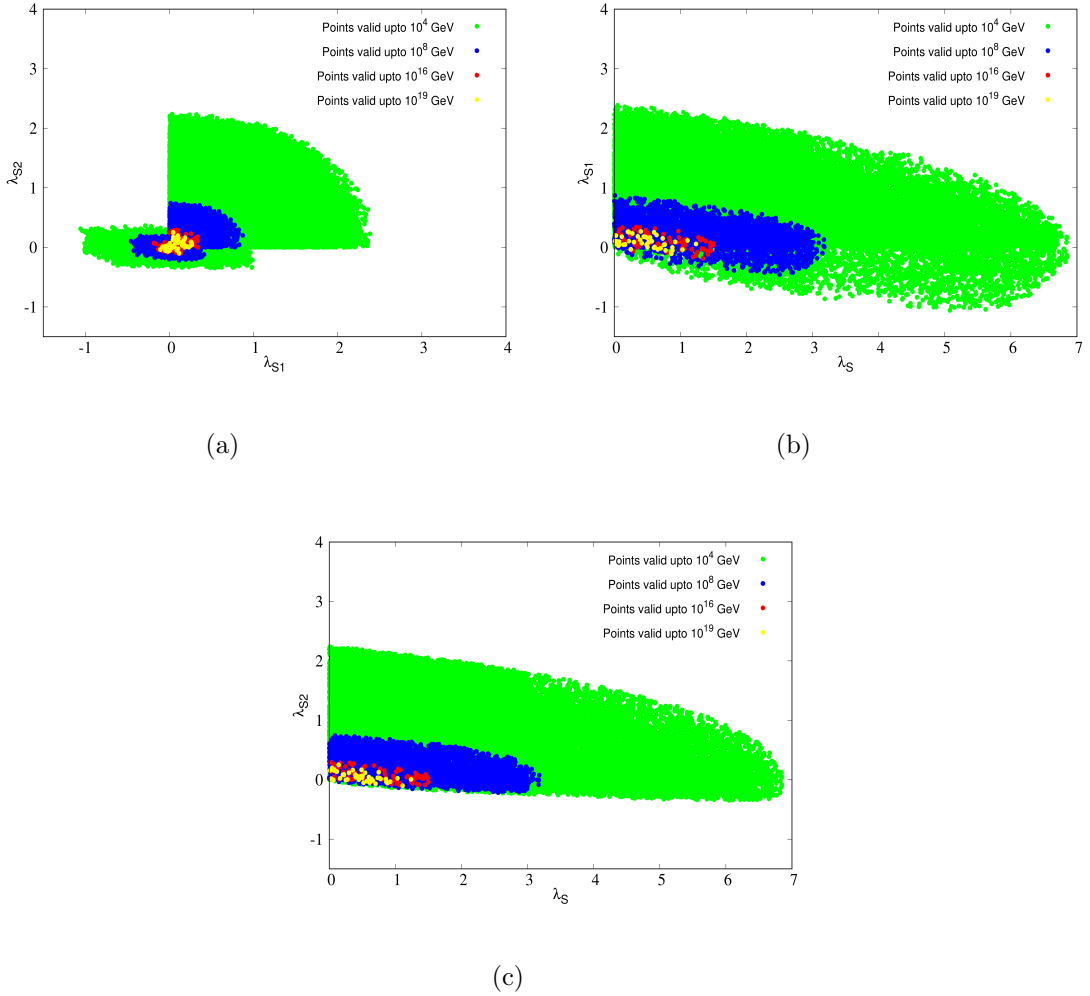 4
3
2
1
0
-1
λS2
-1 0 1 2 3 4
λS1
Points valid upto 10^4 GeV
Points valid upto 10^8 GeV
Points valid upto 10^16 GeV
Points valid upto 10^19 GeV
(a)
4
3
2
1
0
-1
λS1
0 1 2 3 4 5 6 7
λS
Points valid upto 10^4 GeV
Points valid upto 10^8 GeV
Points valid upto 10^16 GeV
Points valid upto 10^19 GeV
(b)
4
3
2
1
0
-1
λS2
0 1 2 3 4 5 6 7
λS
Points valid upto 10^4 GeV
Points valid upto 10^8 GeV
Points valid upto 10^16 GeV
Points valid upto 10^19 GeV
(c)